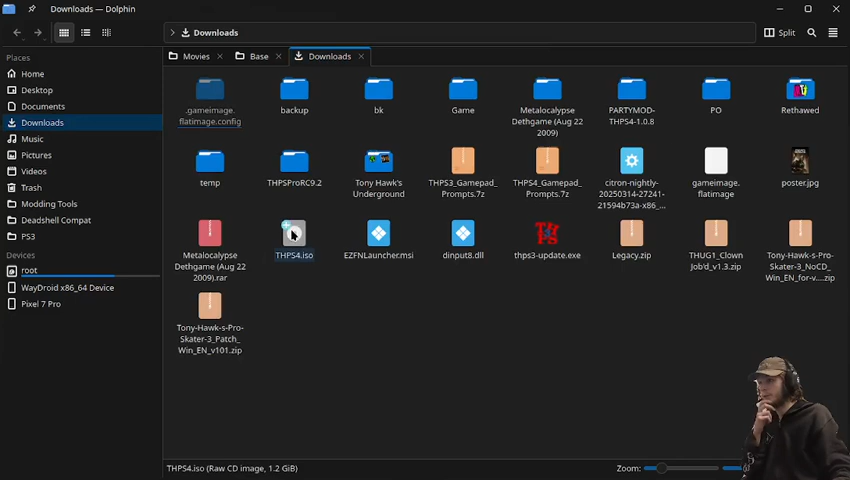 Downloads — Dolphin
Downloads
Split
Places
Home
Desktop
Documents
Downloads
Music
Pictures
Videos
Trash
Modding Tools
Deadshell Compat
PS3
Devices
root
WayDroid x86_64 Device
Pixel 7 Pro
Movies
Base
Downloads
.gameimage.
flatimage.config
backup
bk
Game
Metalocalypse
Dethgame (Aug 22
2009)
PARTYMOD-
THPS4-1.0.8
PO
Rethawed
temp
THPSProRC9.2
Tony Hawk's
Underground
THPS3_Gamepad_
Prompts.7z
THPS4_Gamepad_
Prompts.7z
citron-nightly-
20250314-27241-
21594b73a-x86_...
gameimage.
flatimage
poster.jpg
Metalocalypse
Dethgame (Aug 22
2009).rar
THPS4.iso
EZFNLauncher.msi
dinput8.dll
thps3-update.exe
Legacy.zip
THUG1_Clown
Job'd_v1.3.zip
Tony-Hawk-s-Pro-
Skater-3_NoCD_
Win_EN_for-v....zip
Tony-Hawk-s-Pro-
Skater-3_Patch_
Win_EN_v101.zip
THPS4.iso (Raw CD image, 1.2 GiB)
Zoom: